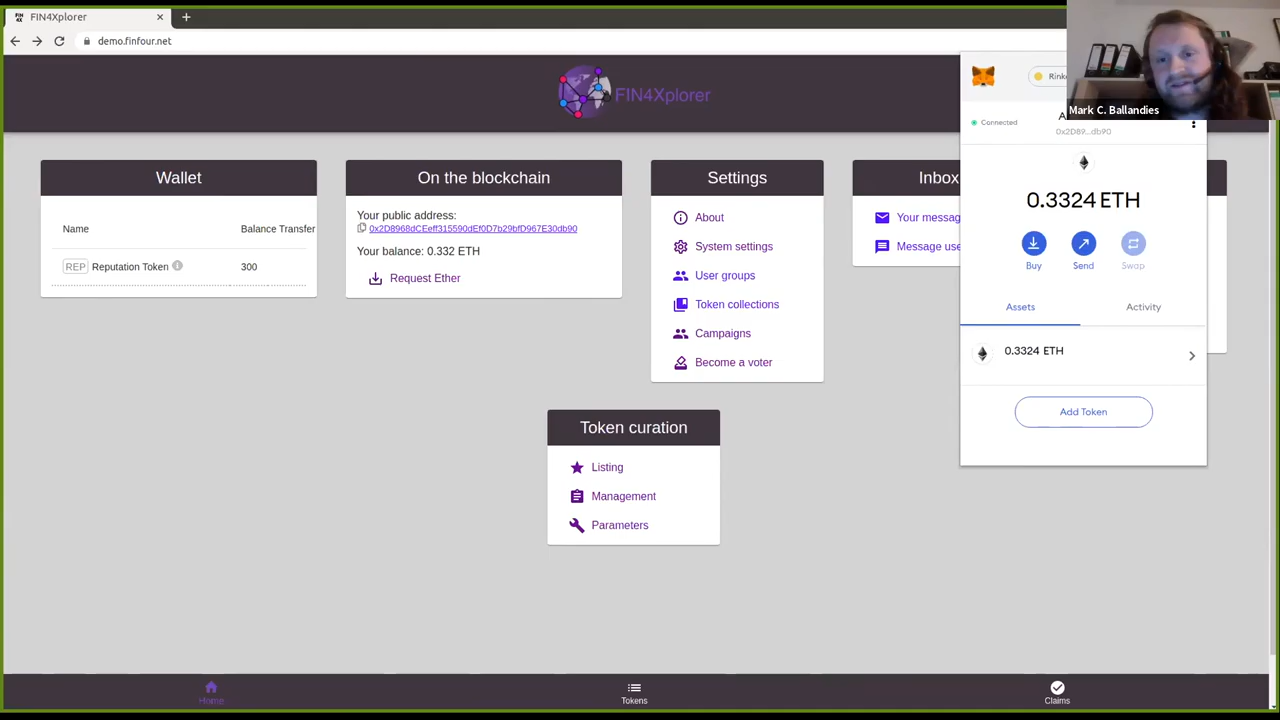 FIN4Xplorer
demo.finfour.net
FIN4Xplorer
Mark C. Ballandies
Connected
0x2D89...db90
0.3324 ETH
Buy
Send
Swap
Assets
Activity
0.3324 ETH
Add Token
Wallet
Name
Balance
Transfer
REP
Reputation Token
300
On the blockchain
Your public address:
0x2D8968dCEeff315590dEf0D7b29bfD967E30db90
Your balance: 0.332 ETH
Request Ether
Settings
About
System settings
User groups
Token collections
Campaigns
Become a voter
Inbox
Your
Message
Token curation
Listing
Management
Parameters
Home
Tokens
Claims